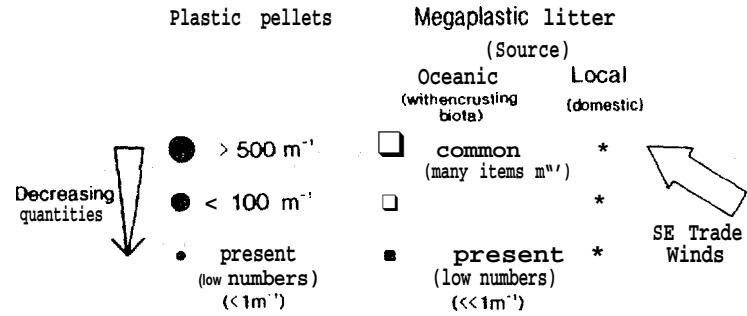 Plastic pellets Megaplastic litter
(Source)
Oceanic Local
(withencrusting (domestic)
biota)
> 500 m⁻¹ common *
(many items m"')
Decreasing < 100 m⁻¹ *
quantities
SE Trade
present present *
Winds
(low numbers) (low numbers)
(<1m⁻¹) (<<1m⁻¹)